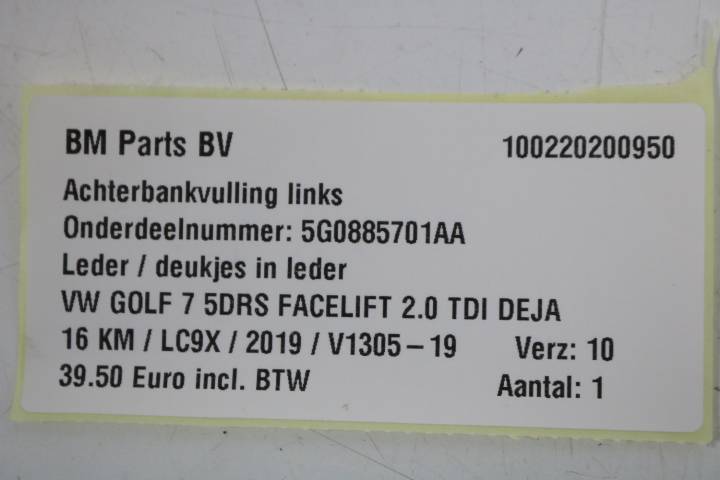 BM Parts BV 100220200950
Achterbankvulling links
Onderdeelnummer: 5G0885701AA
Leder / deukjes in leder
VW GOLF 7 5DRS FACELIFT 2.0 TDI DEJA
16 KM / LC9X / 2019 / V1305-19 Verz: 10
39.50 Euro incl. BTW Aantal: 1